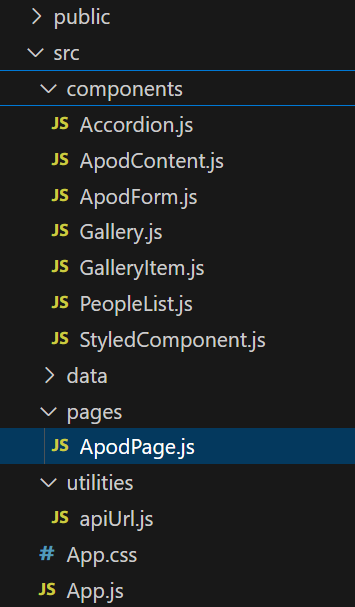 public
src
components
JS Accordion.js
JS ApodContent.js
JS ApodForm.js
JS Gallery.js
JS GalleryItem.js
JS PeopleList.js
JS StyledComponent.js
data
pages
JS ApodPage.js
utilities
JS apiUrl.js
# App.css
JS App.js